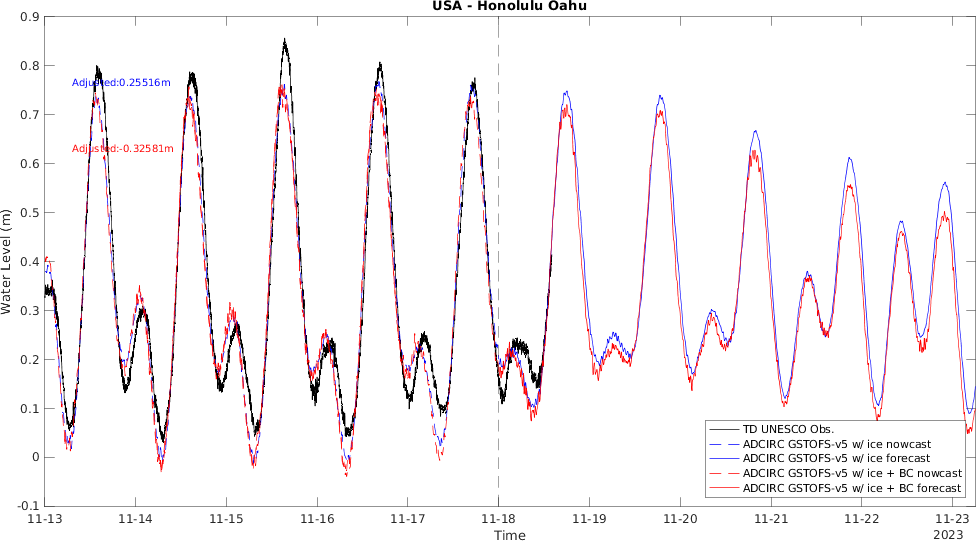 USA - Honolulu Oahu
0.9
0.8
0.7
0.6
0.5
0.4
0.3
0.2
0.1
0
-0.1
Water Level (m)
Adjusted:0.25516m
Adjusted:-0.32581m
TD UNESCO Obs.
ADCIRC GSTOFS-v5 w/ ice nowcast
ADCIRC GSTOFS-v5 w/ ice forecast
ADCIRC GSTOFS-v5 w/ ice + BC nowcast
ADCIRC GSTOFS-v5 w/ ice + BC forecast
11-13 11-14 11-15 11-16 11-17 11-18 11-19 11-20 11-21 11-22 11-23
Time
2023